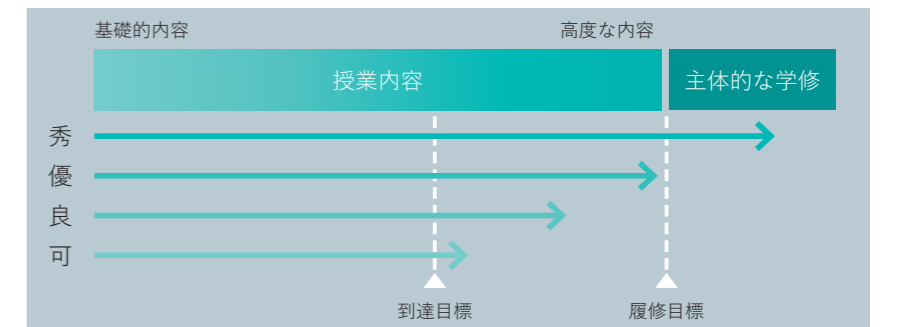 基礎的内容 高度な内容
授業内容 主体的な学修
秀
優
良
可
到達目標 履修目標